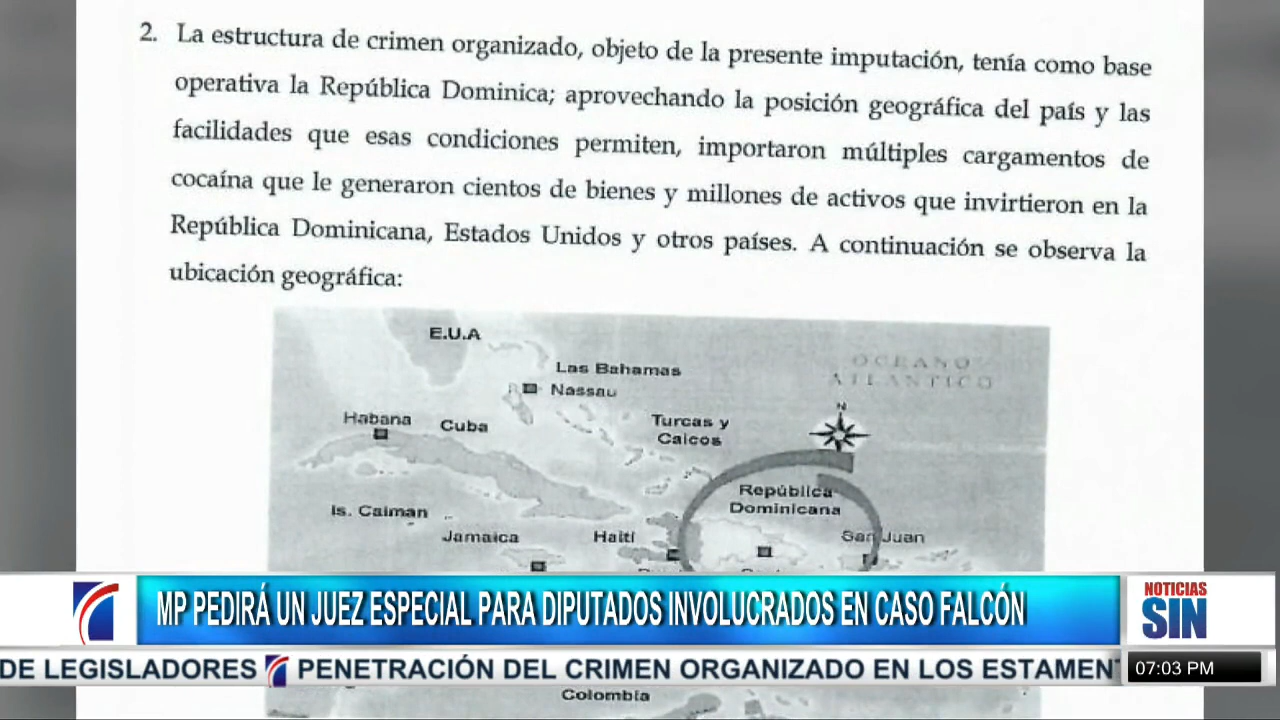 2. La estructura de crimen organizado, objeto de la presente imputación, tenía como base
operativa la República Dominica; aprovechando la posición geográfica del país y las
facilidades que esas condiciones permiten, importaron múltiples cargamentos de
cocaína que le generaron cientos de bienes y millones de activos que invirtieron en la
República Dominicana, Estados Unidos y otros países. A continuación se observa la
ubicación geográfica:
E.U.A
OCEANO
ATLANTICO
Las Bahamas
Nassau
N
Habana
Cuba
Turcas y
Caicos
República
Dominicana
Is. Caiman
Jamaica
Haití
San Juan
MP PEDIRÁ UN JUEZ ESPECIAL PARA DIPUTADOS INVOLUCRADOS EN CASO FALCÓN
NOTICIAS
SIN
DE LEGISLADORES PENETRACIÓN DEL CRIMEN ORGANIZADO EN LOS ESTAMENT
07:03 PM
Colombia